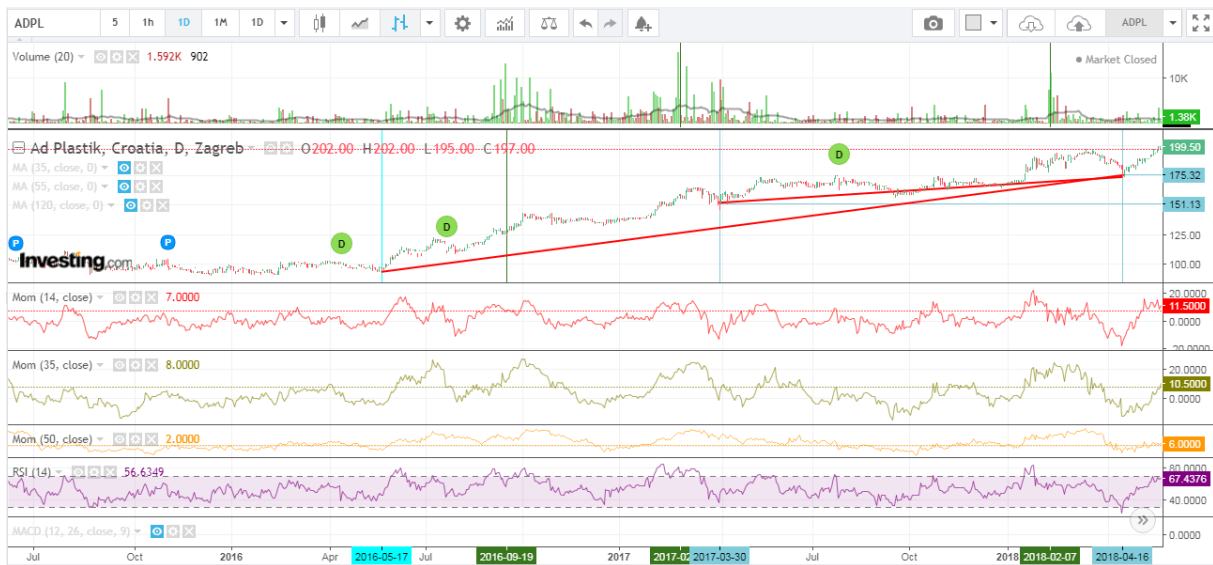 ADPL 5 1h 1D 1M 1D ADPL
Volume (20) 1.592K 902
Market Closed
10K
1.38K
Ad Plastik, Croatia, D, Zagreb O202.00 H202.00 L195.00 C197.00
199.50
MA (35, close, 0)
175.32
MA (55, close, 0)
MA (120, close, 0)
151.13
D
D
D
125.00
P
P
Investing.com
100.00
Mom (14, close) 7.0000
20.0000
11.5000
0.0000
-20.0000
Mom (35, close) 8.0000
20.0000
10.5000
0.0000
Mom (50, close) 2.0000
6.0000
RSI (14) 56.6349
80.0000
67.4376
40.0000
MACD (12, 26, close, 9)
0.0000
Jul Oct 2016 Apr 2016-05-17 Jul 2016-09-19 2017 2017-02 2017-03-30 Jul Oct 2018 2018-02-07 2018-04-16